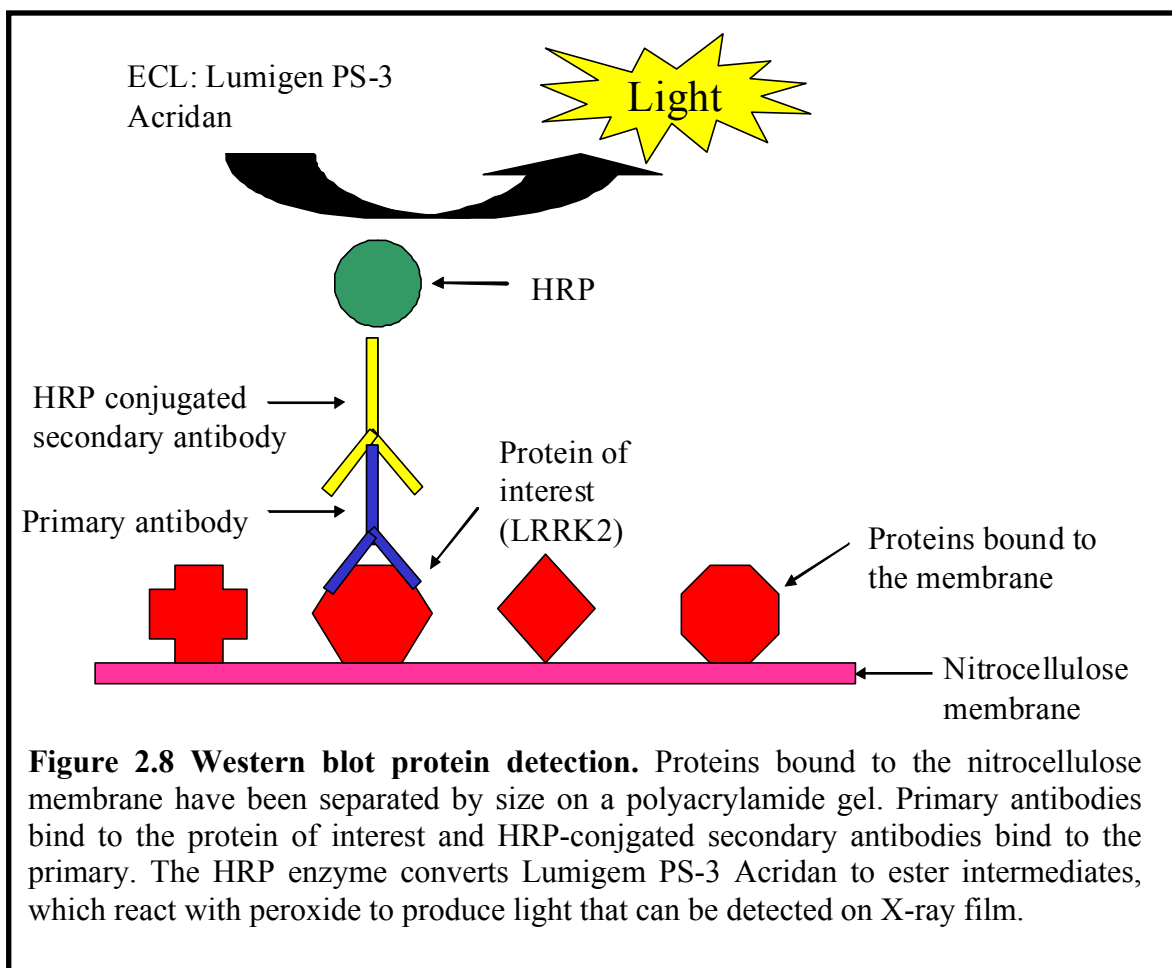 ECL: Lumigen PS-3
Acridan
Light
HRP
HRP conjugated
secondary antibody
Protein of
interest
(LRRK2)
Primary antibody
Proteins bound to
the membrane
Nitrocellulose
membrane
Figure 2.8 Western blot protein detection. Proteins bound to the nitrocellulose
membrane have been separated by size on a polyacrylamide gel. Primary antibodies
bind to the protein of interest and HRP-conjgated secondary antibodies bind to the
primary. The HRP enzyme converts Lumigem PS-3 Acridan to ester intermediates,
which react with peroxide to produce light that can be detected on X-ray film.